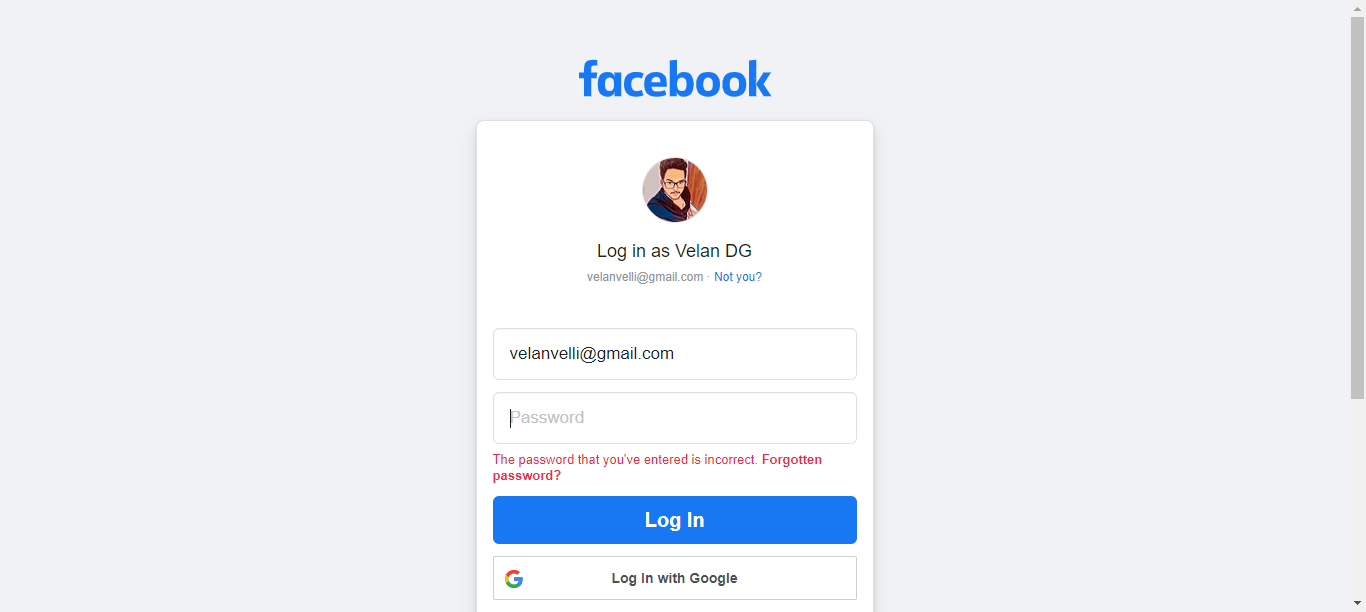 facebook
Log in as Velan DG
velanvelli@gmail.com · Not you?
velanvelli@gmail.com
Password
The password that you've entered is incorrect. Forgotten
password?
Log In
Log In with Google